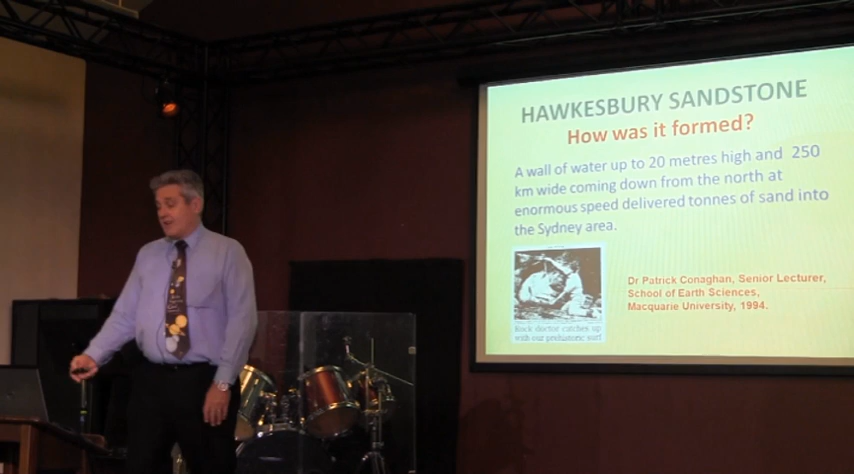 HAWKESBURY SANDSTONE
How was it formed?
A wall of water up to 20 metres high and 250
km wide coming down from the north at
enormous speed delivered tonnes of sand into
the Sydney area.
Dr Patrick Conaghan, Senior Lecturer,
School of Earth Sciences,
Macquarie University, 1994.
Rock doctor catches up
with our prehistoric surf